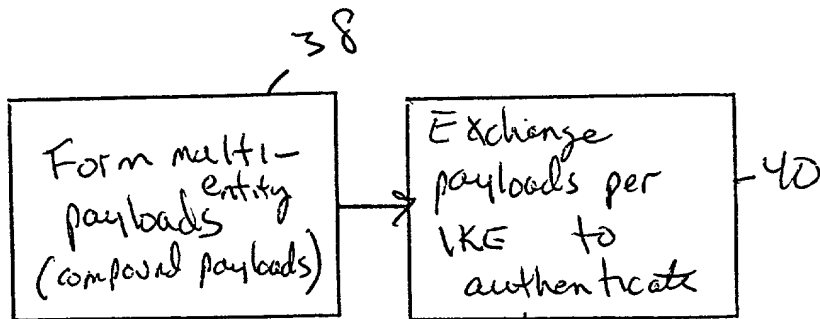 38
Form multi-
entity
payloads
(compound payloads)
Exchange
payloads per
IKE to
authenticate
40